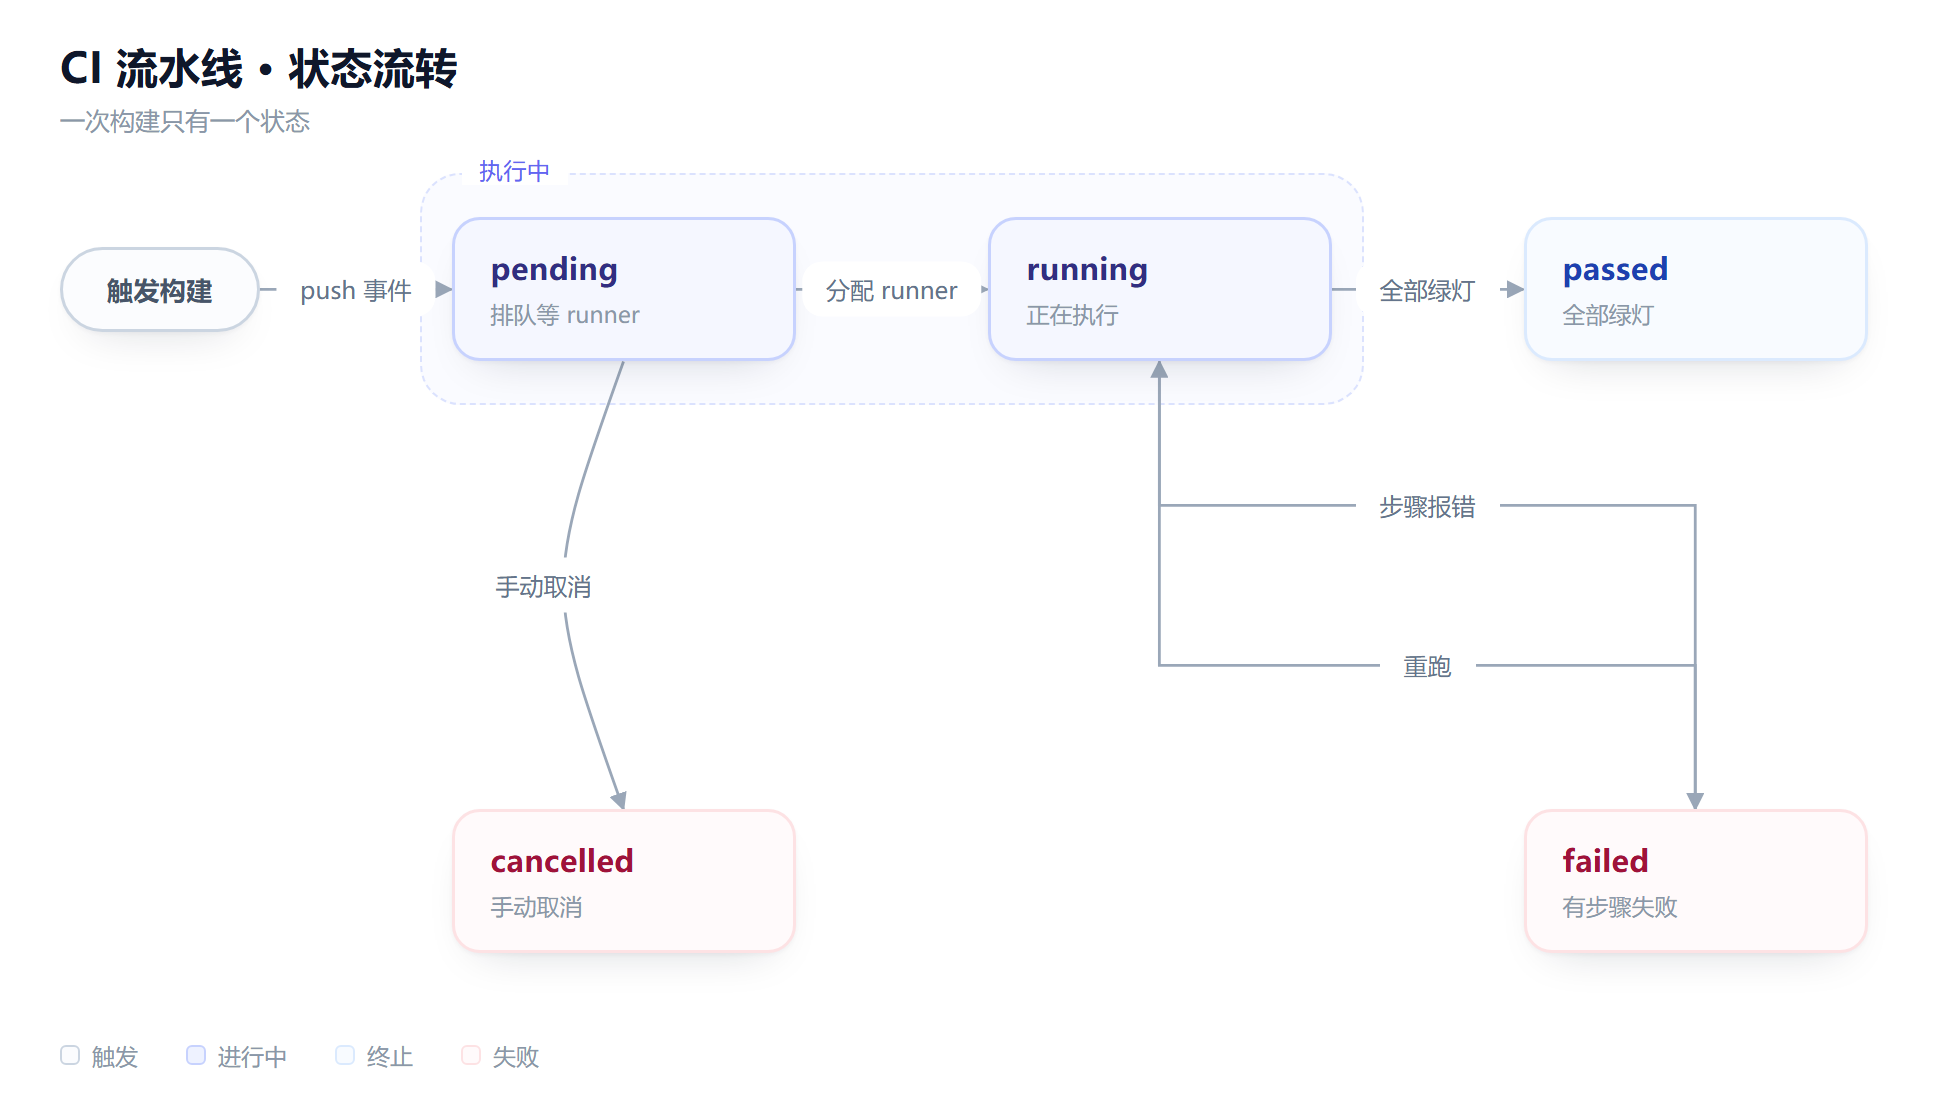 CI 流水线 • 状态流转
一次构建只有一个状态
执行中
触发构建
push 事件
pending
排队等 runner
分配 runner
running
正在执行
全部绿灯
passed
全部绿灯
步骤报错
手动取消
重跑
cancelled
手动取消
failed
有步骤失败
触发
进行中
终止
失败